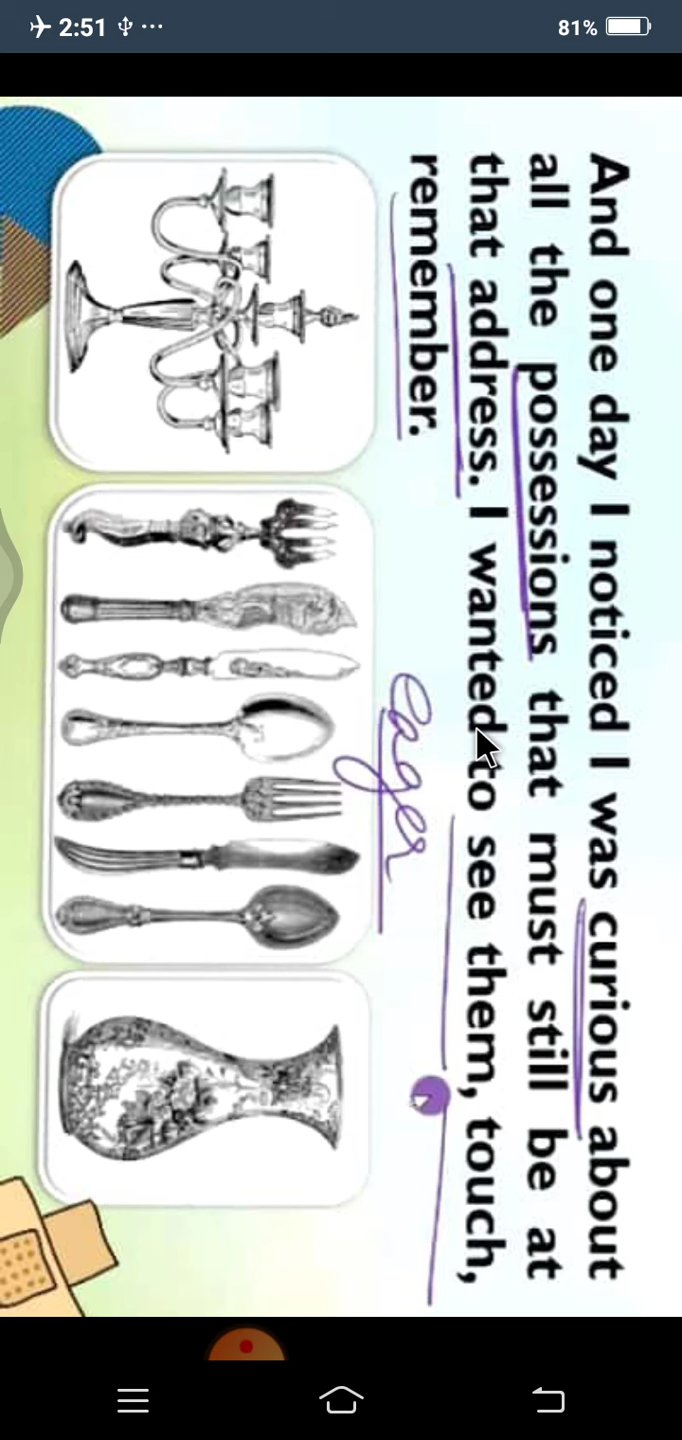 2:51
81%
And one day I noticed I was curious about
all the possessions that must still be at
that address. I wanted to see them, touch,
remember.
eager